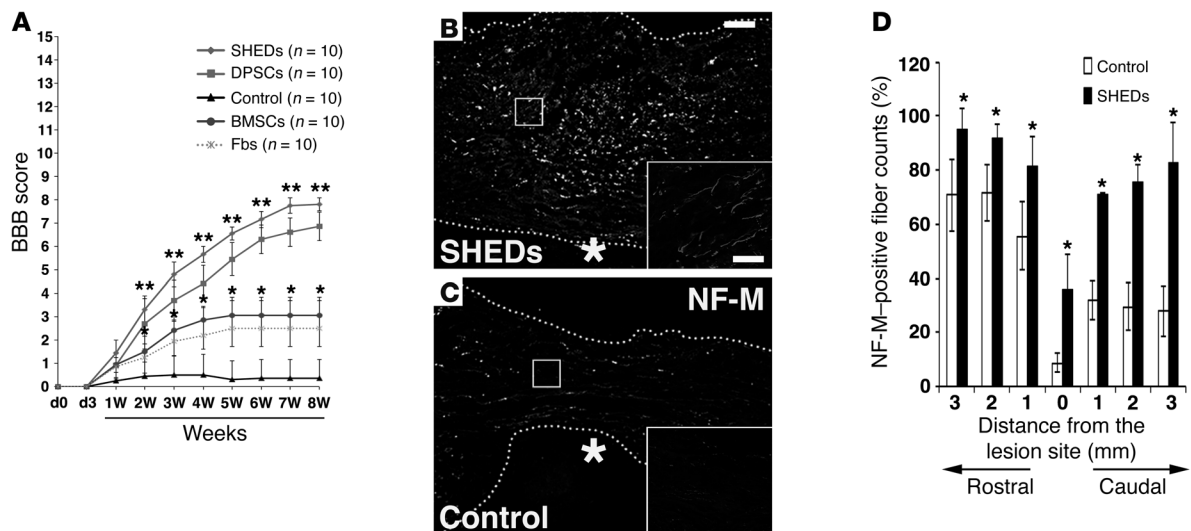 A
15
14
13
12
11
10
9
8
7
6
5
4
3
2
1
0
BBB score
SHEDs (n = 10)
DPSCs (n = 10)
Control (n = 10)
BMSCs (n = 10)
Fbs (n = 10)
** ** ** ** ** ** **
* * * * * * *
d0 d3 1W 2W 3W 4W 5W 6W 7W 8W
Weeks
B
SHEDs
*
C
NF-M
*
Control
D
Control
SHEDs
NF-M–positive fiber counts (%)
120
100
80
60
40
20
0
* * * * * * *
3 2 1 0 1 2 3
Distance from the
lesion site (mm)
Rostral Caudal